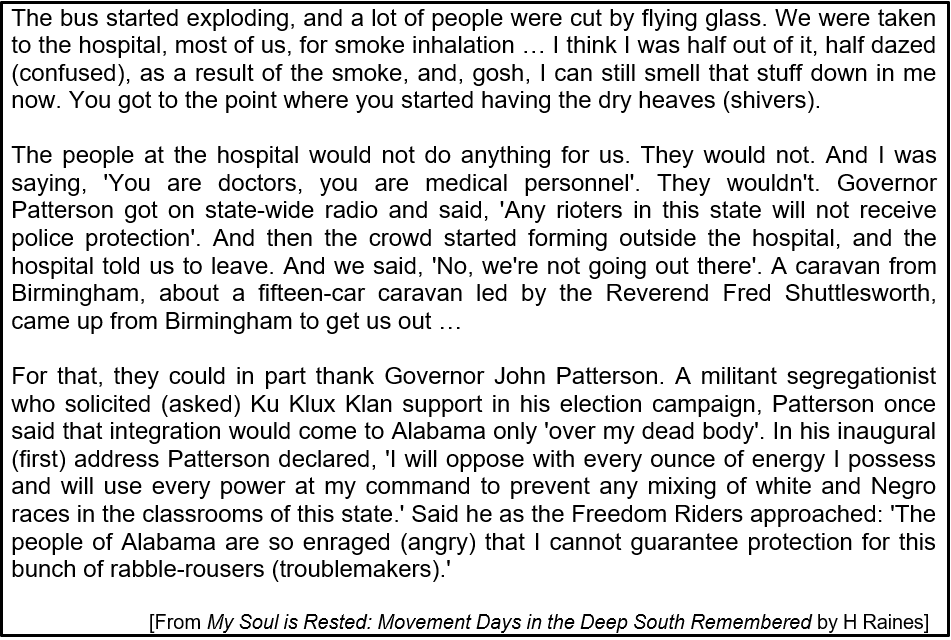 The bus started exploding, and a lot of people were cut by flying glass. We were taken
to the hospital, most of us, for smoke inhalation … I think I was half out of it, half dazed
(confused), as a result of the smoke, and, gosh, I can still smell that stuff down in me
now. You got to the point where you started having the dry heaves (shivers).
The people at the hospital would not do anything for us. They would not. And I was
saying, 'You are doctors, you are medical personnel'. They wouldn't. Governor
Patterson got on state-wide radio and said, 'Any rioters in this state will not receive
police protection'. And then the crowd started forming outside the hospital, and the
hospital told us to leave. And we said, 'No, we're not going out there'. A caravan from
Birmingham, about a fifteen-car caravan led by the Reverend Fred Shuttlesworth,
came up from Birmingham to get us out …
For that, they could in part thank Governor John Patterson. A militant segregationist
who solicited (asked) Ku Klux Klan support in his election campaign, Patterson once
said that integration would come to Alabama only 'over my dead body'. In his inaugural
(first) address Patterson declared, 'I will oppose with every ounce of energy I possess
and will use every power at my command to prevent any mixing of white and Negro
races in the classrooms of this state.' Said he as the Freedom Riders approached: 'The
people of Alabama are so enraged (angry) that I cannot guarantee protection for this
bunch of rabble-rousers (troublemakers).'
[From My Soul is Rested: Movement Days in the Deep South Remembered by H Raines]